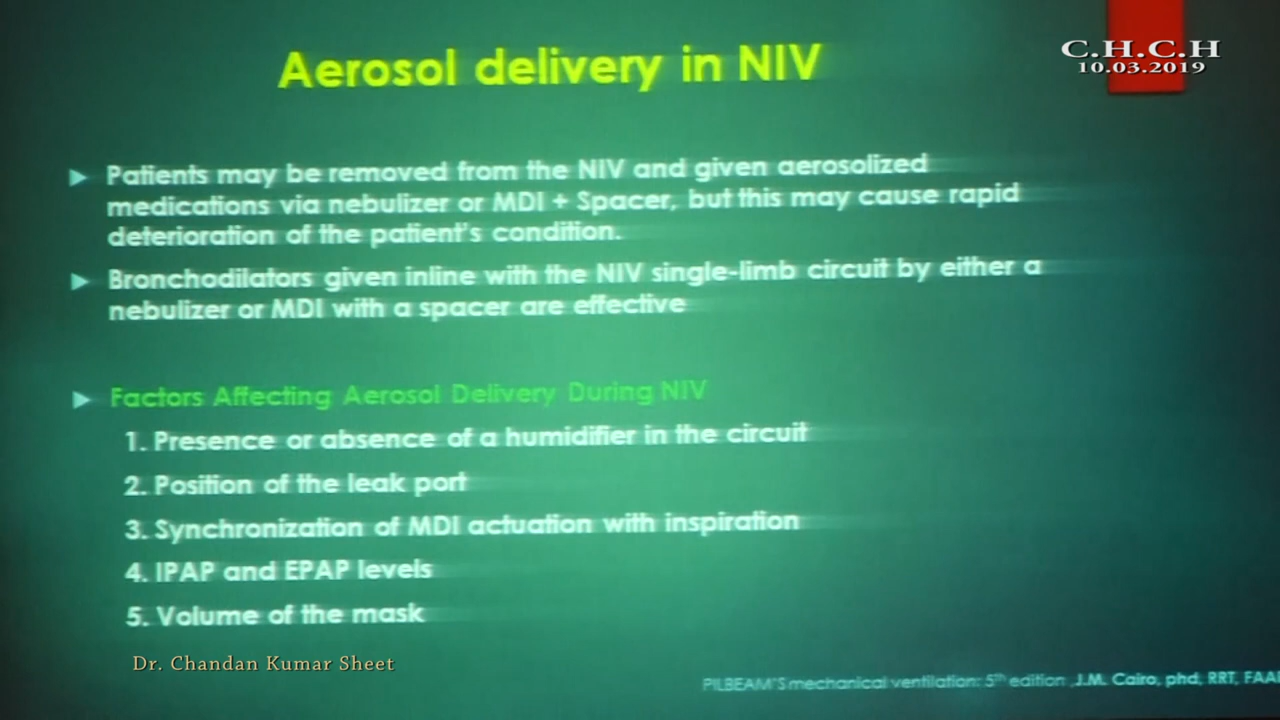 Aerosol delivery in NIV
C.H.C.H
10.03.2019
Patients may be removed from the NIV and given aerosolized
medications via nebulizer or MDI + Spacer, but this may cause rapid
deterioration of the patient's condition.
Bronchodilators given inline with the NIV single-limb circuit by either a
nebulizer or MDI with a spacer are effective
Factors Affecting Aerosol Delivery During NIV
1. Presence or absence of a humidifier in the circuit
2. Position of the leak port
3. Synchronization of MDI actuation with inspiration
4. IPAP and EPAP levels
5. Volume of the mask
Dr. Chandan Kumar Sheet
PILBEAM'S mechanical ventilation: 5th edition ,J.M. Cairo, phd, RRT, FAA